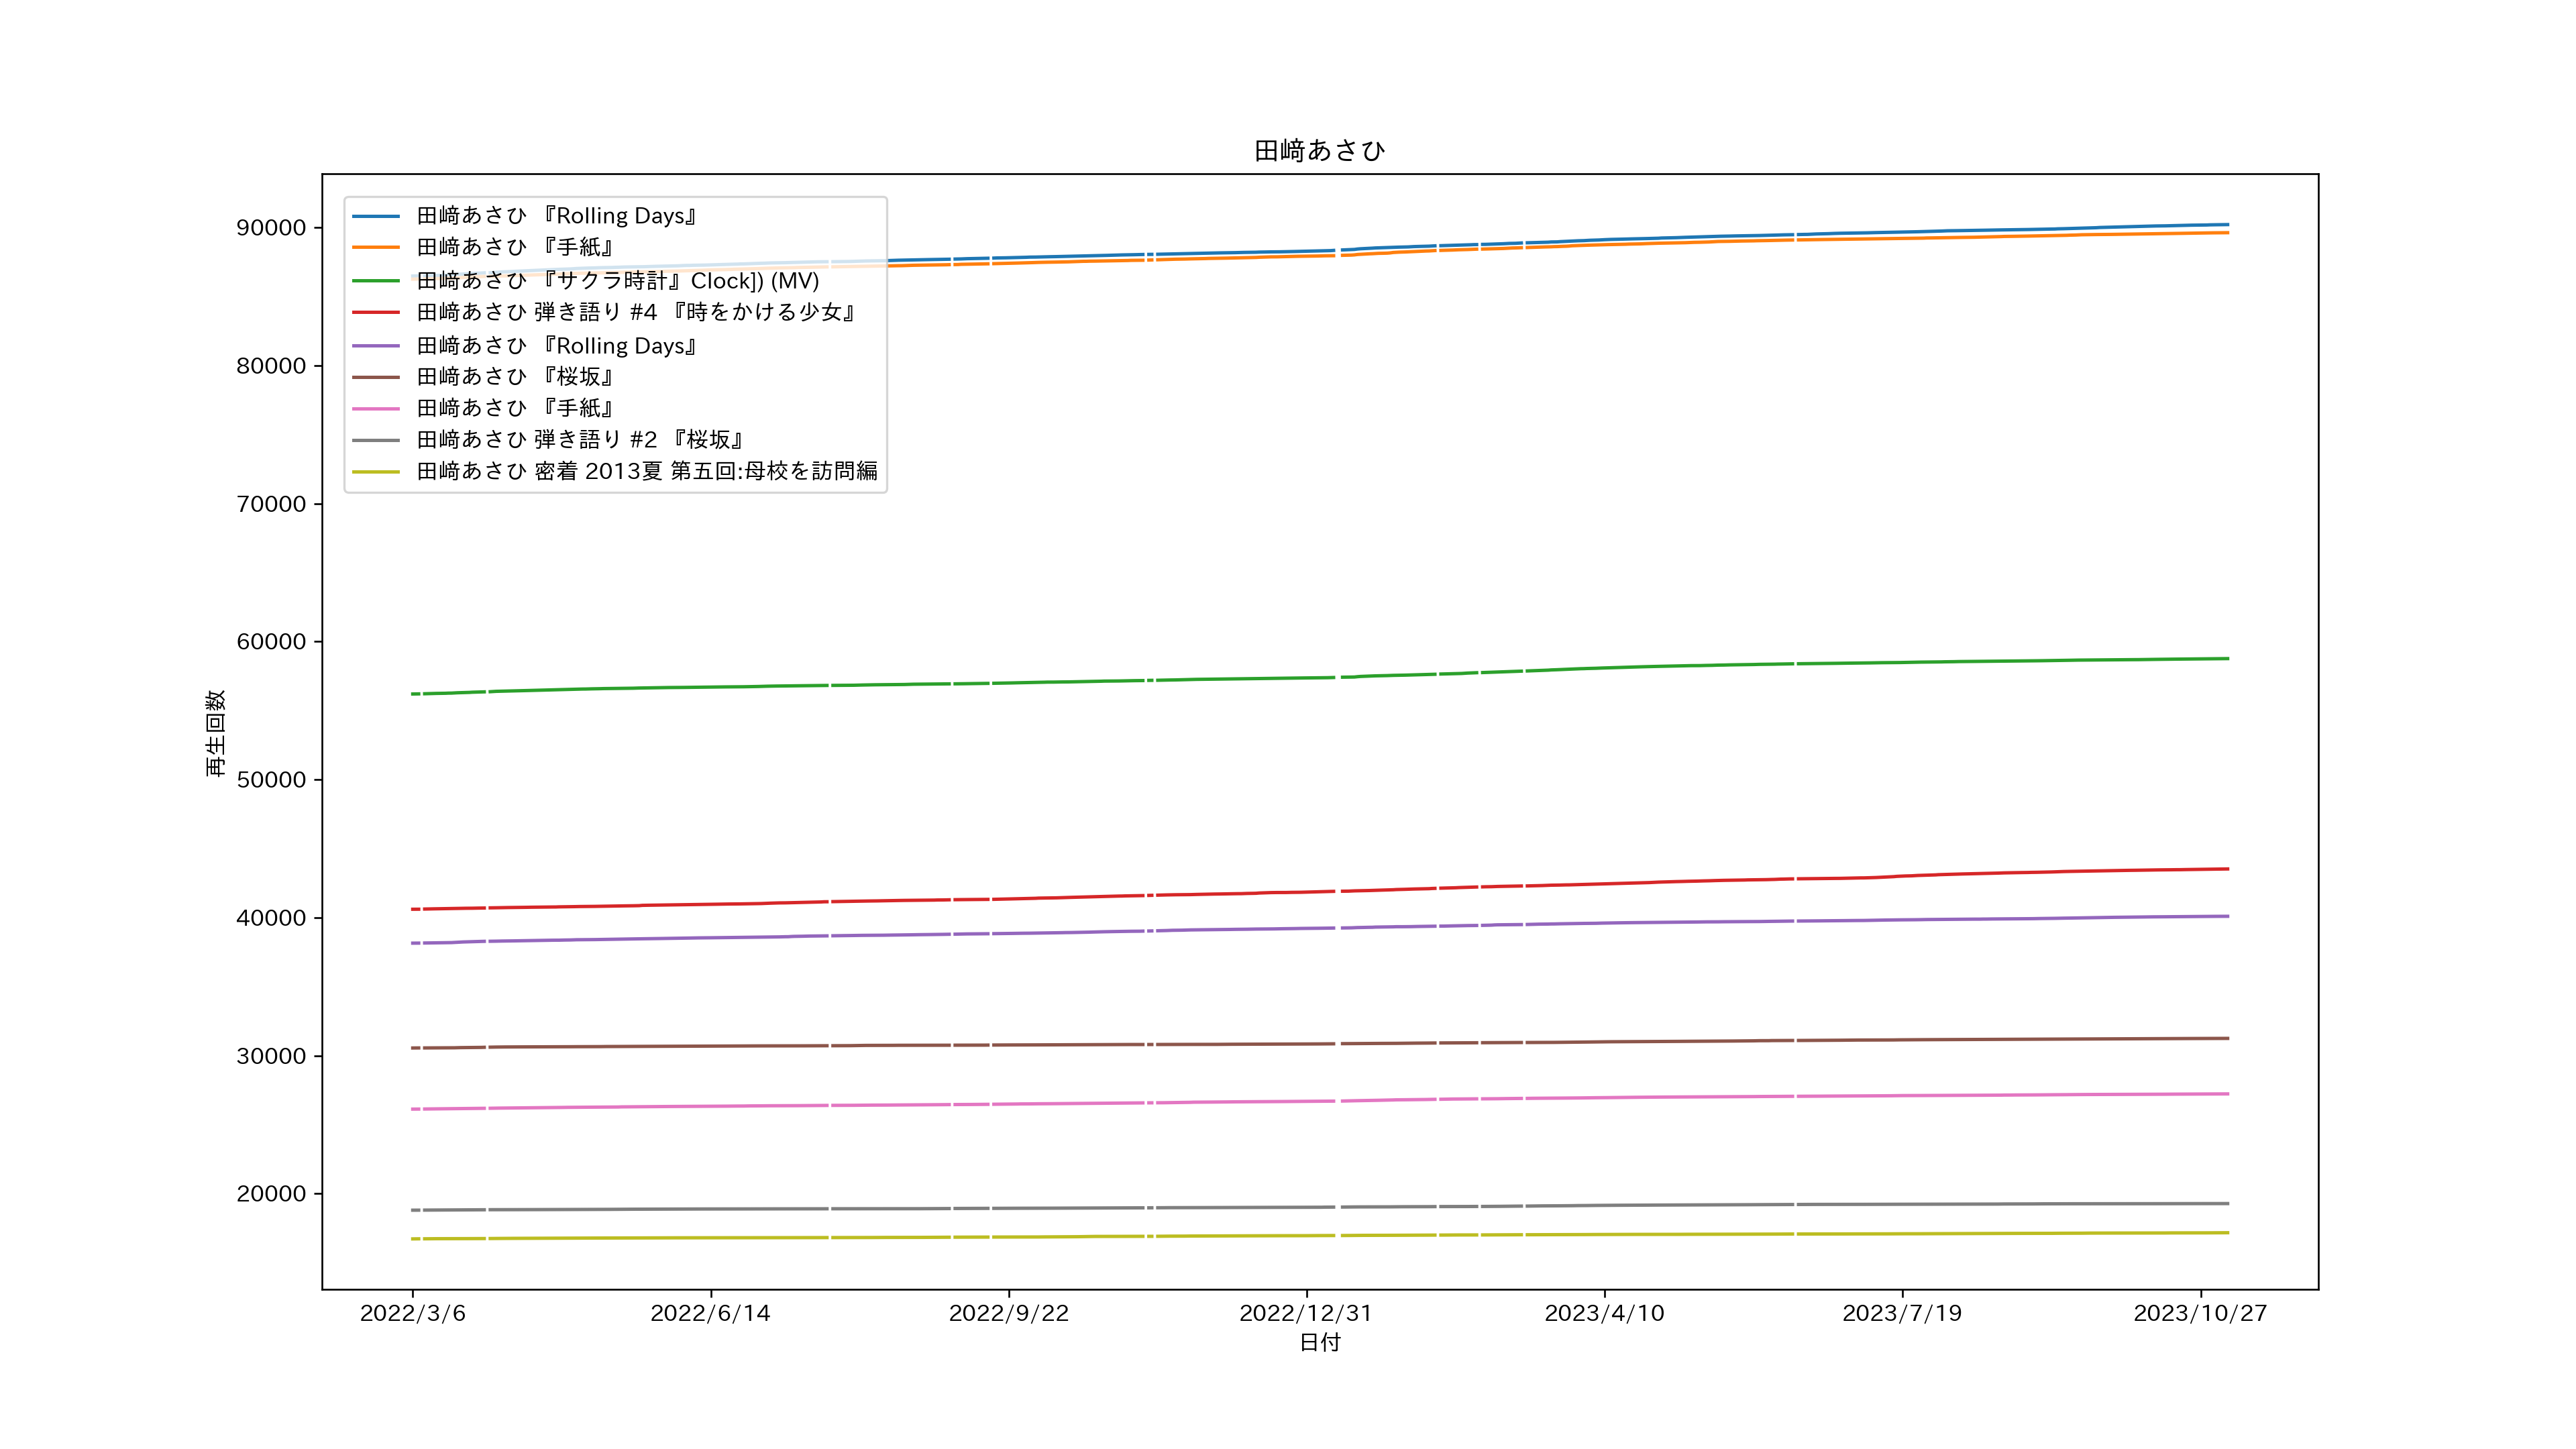 田﨑あさひ
田﨑あさひ 『Rolling Days』
田﨑あさひ 『手紙』
田﨑あさひ 『サクラ時計』Clock]) (MV)
田﨑あさひ 弾き語り #4 『時をかける少女』
田﨑あさひ 『Rolling Days』
田﨑あさひ 『桜坂』
田﨑あさひ 『手紙』
田﨑あさひ 弾き語り #2 『桜坂』
田﨑あさひ 密着 2013夏 第五回:母校を訪問編
90000
80000
70000
60000
50000
40000
30000
20000
再生回数
2022/3/6 2022/6/14 2022/9/22 2022/12/31 2023/4/10 2023/7/19 2023/10/27
日付